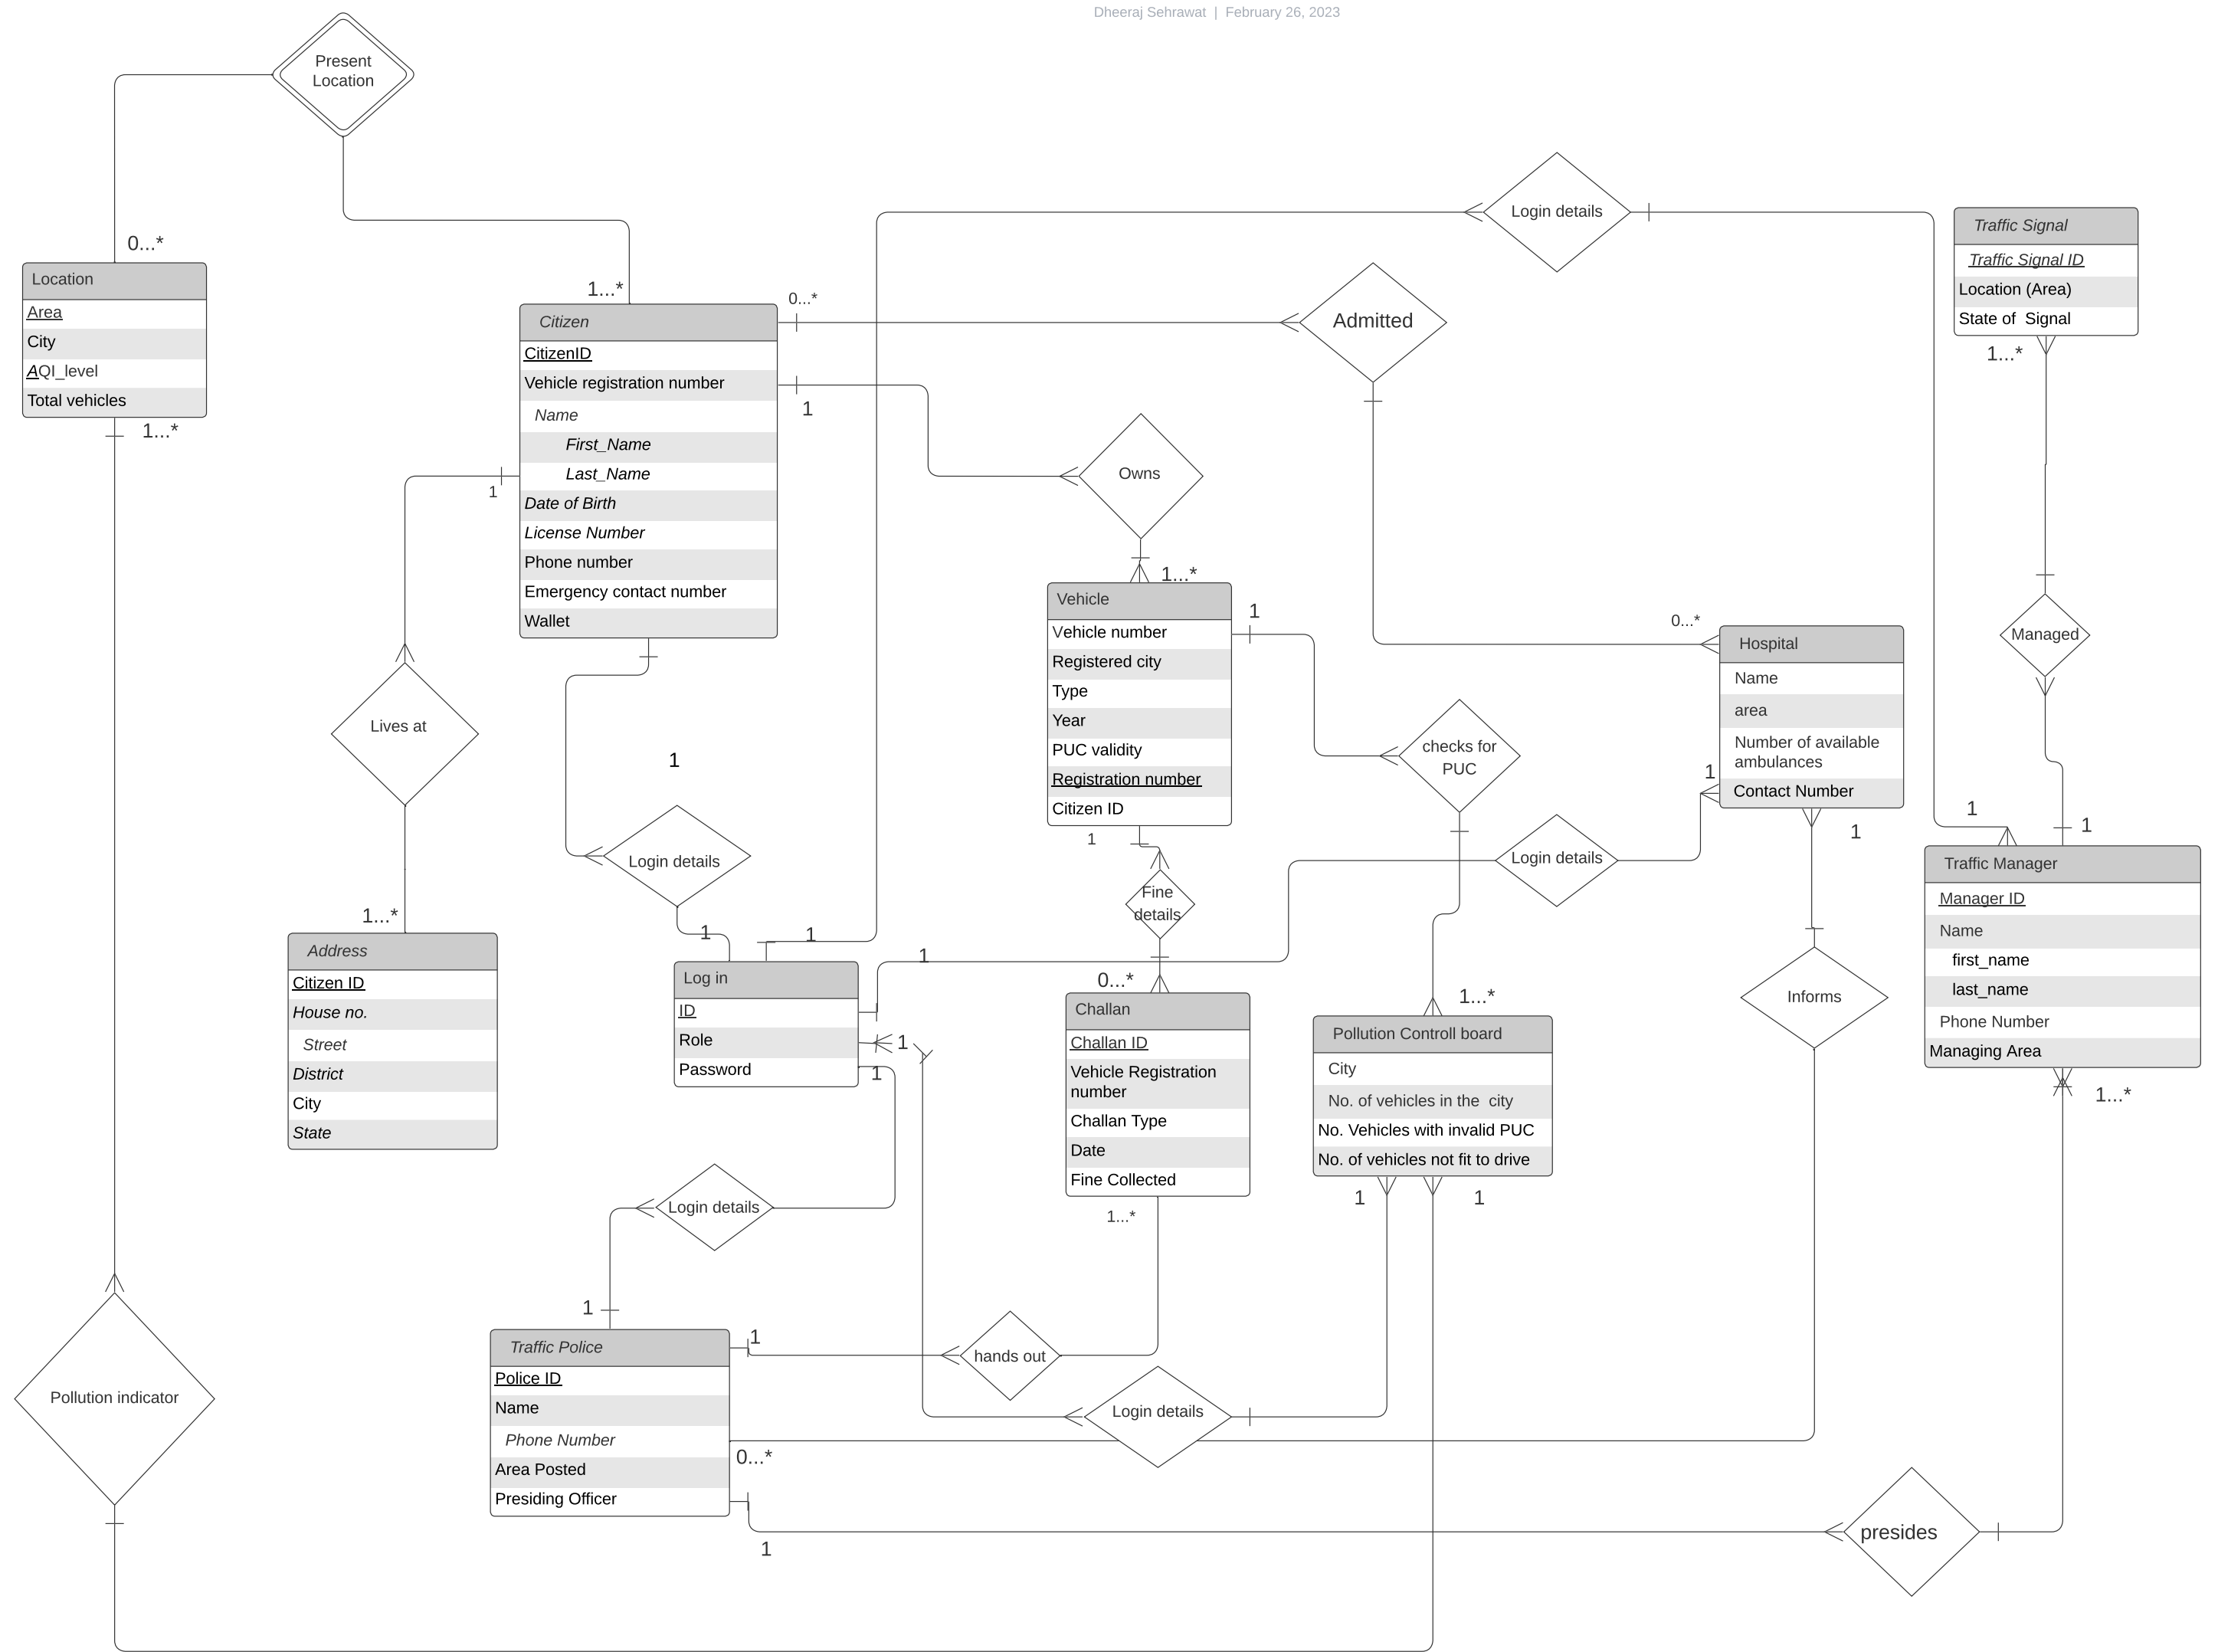 Dheeraj Sehrawat | February 26, 2023
Present
Location
0...*
Location
Area
City
AQI_level
Total vehicles
1...*
1...*
Citizen
CitizenID
Vehicle registration number
Name
First_Name
Last_Name
Date of Birth
License Number
Phone number
Emergency contact number
Wallet
0...*
1
1
Login details
Admitted
Traffic Signal
Traffic Signal ID
Location (Area)
State of  Signal
1...*
Owns
1...*
Vehicle
Vehicle number
Registered city
Type
Year
PUC validity
Registration number
Citizen ID
1
1
0...*
Hospital
Name
area
Number of available
ambulances
Contact Number
1
1
Managed
checks for
PUC
Lives at
1
Login details
1
1
1
Login details
Fine
details
0...*
1
1
Traffic Manager
Manager ID
Name
first_name
last_name
Phone Number
Managing Area
1...*
1...*
Address
Citizen ID
House no.
Street
District
City
State
Log in
ID
Role
Password
1
1
Challan
Challan ID
Vehicle Registration
number
Challan Type
Date
Fine Collected
1...*
1...*
Pollution Controll board
City
No. of vehicles in the  city
No. Vehicles with invalid PUC
No. of vehicles not fit to drive
1
1
Informs
Login details
1
Traffic Police
Police ID
Name
Phone Number
Area Posted
Presiding Officer
1
hands out
Login details
0...*
1
Pollution indicator
presides